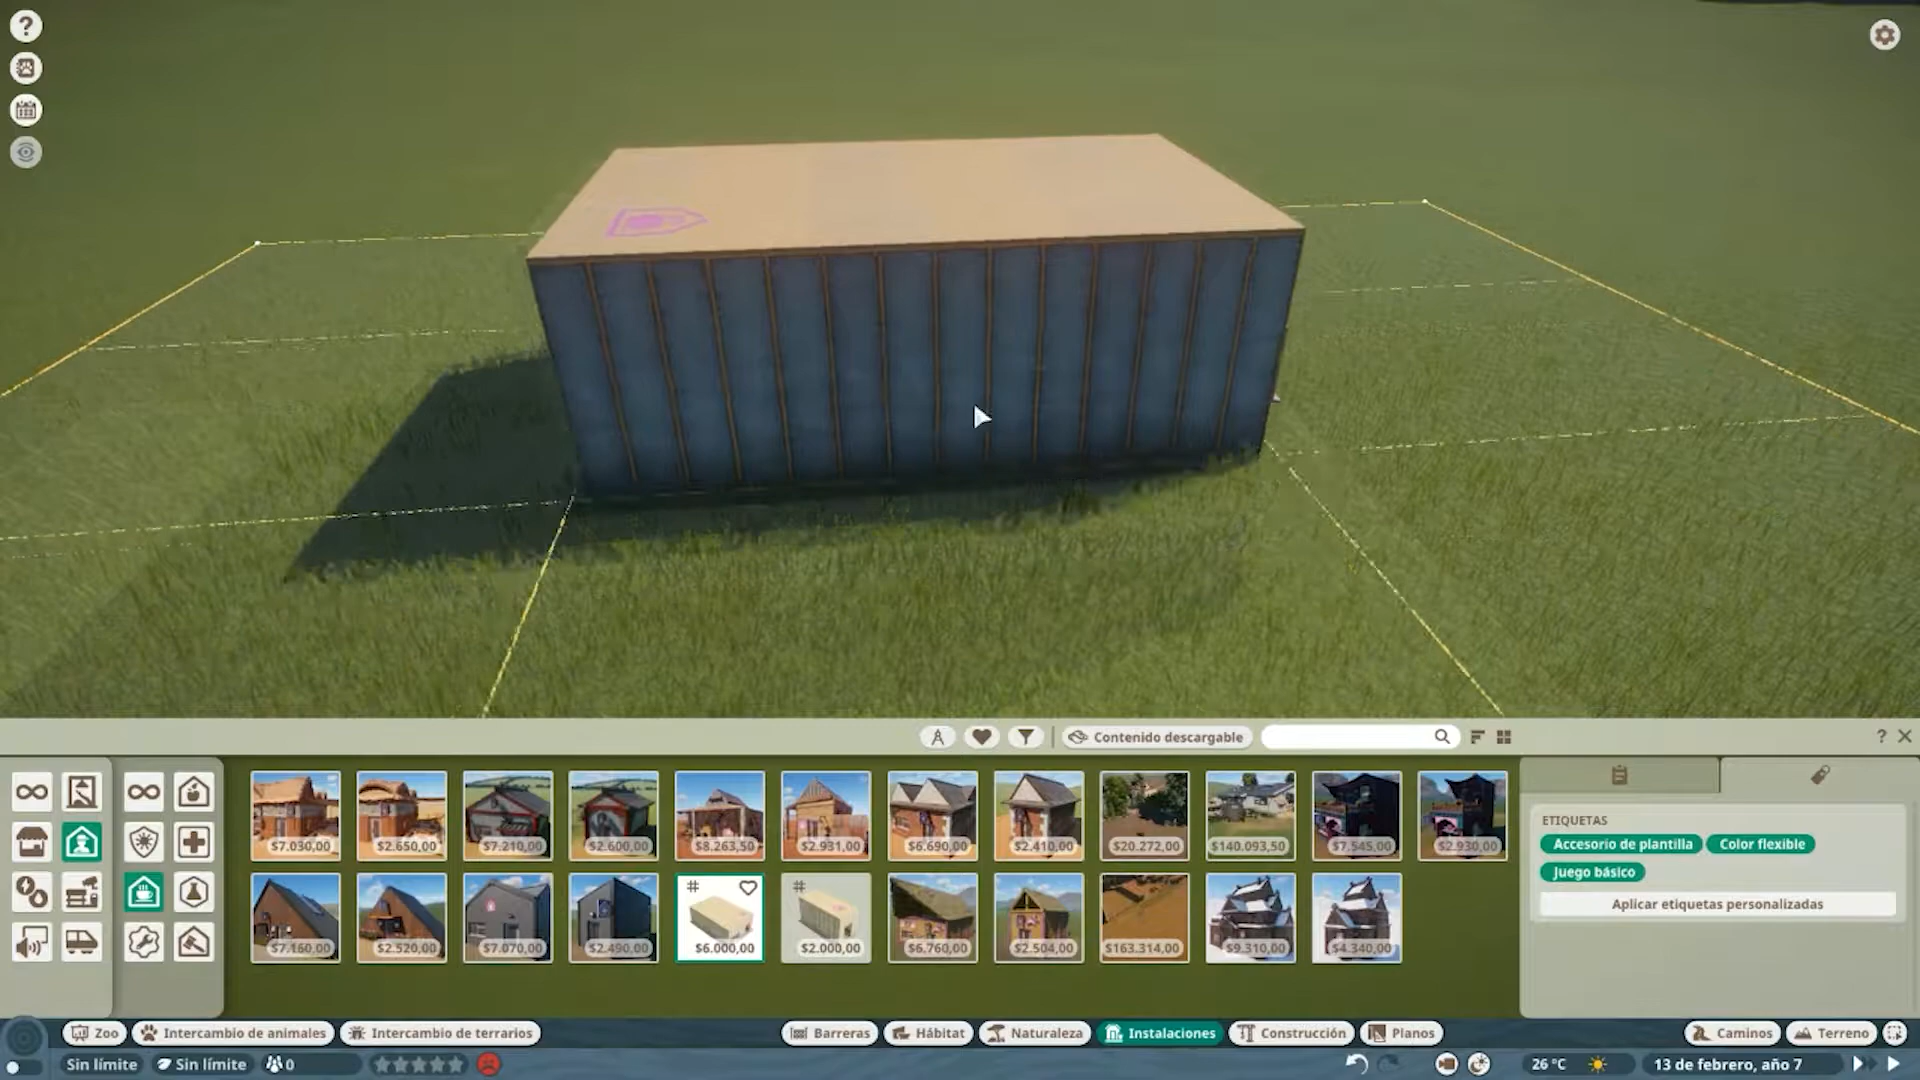 ?
Contenido descargable
?
$7.030,00
$2.650,00
$7.210,00
$2.600,00
$8.263,50
$2.931,00
$6.690,00
$2.410,00
$20.272,00
$140.093,50
$7.545,00
$2.930,00
$7.160,00
$2.520,00
$7.070,00
$2.490,00
#
$6.000,00
#
$2.000,00
$6.760,00
$2.504,00
$163.314,00
$9.310,00
$4.340,00
ETIQUETAS
Accesorio de plantilla
Color flexible
Juego básico
Aplicar etiquetas personalizadas
Zoo
Intercambio de animales
Intercambio de terrarios
Barreras
Hábitat
Naturaleza
Instalaciones
Construcción
Planos
Caminos
Terreno
Sin límite
Sin límite
0
26 °C
13 de febrero, año 7